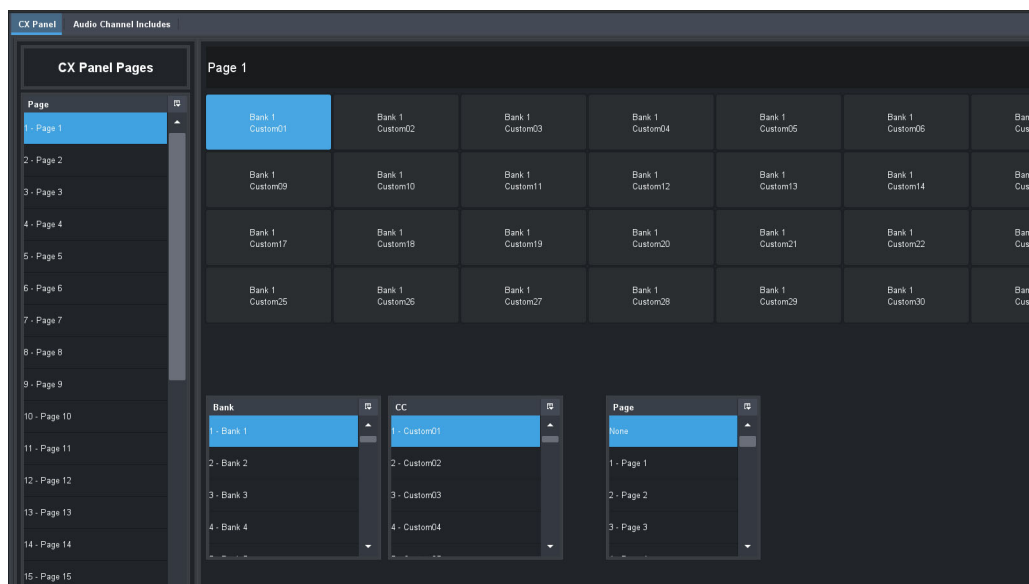 CX Panel Audio Channel Includes
CX Panel Pages
Page 1
Page
1 - Page 1
2 - Page 2
3 - Page 3
4 - Page 4
5 - Page 5
6 - Page 6
7 - Page 7
8 - Page 8
9 - Page 9
10 - Page 10
11 - Page 11
12 - Page 12
13 - Page 13
14 - Page 14
15 - Page 15
Bank 1 Bank 1 Bank 1 Bank 1 Bank 1 Bank 1 Ban
Custom01 Custom02 Custom03 Custom04 Custom05 Custom06 Cus
Bank 1 Bank 1 Bank 1 Bank 1 Bank 1 Bank 1 Ban
Custom09 Custom10 Custom11 Custom12 Custom13 Custom14 Cus
Bank 1 Bank 1 Bank 1 Bank 1 Bank 1 Bank 1 Ban
Custom17 Custom18 Custom19 Custom20 Custom21 Custom22 Cus
Bank 1 Bank 1 Bank 1 Bank 1 Bank 1 Bank 1 Ban
Custom25 Custom26 Custom27 Custom28 Custom29 Custom30 Cus
Bank
1 - Bank 1
2 - Bank 2
3 - Bank 3
4 - Bank 4
CC
1 - Custom01
2 - Custom02
3 - Custom03
4 - Custom04
Page
None
1 - Page 1
2 - Page 2
3 - Page 3